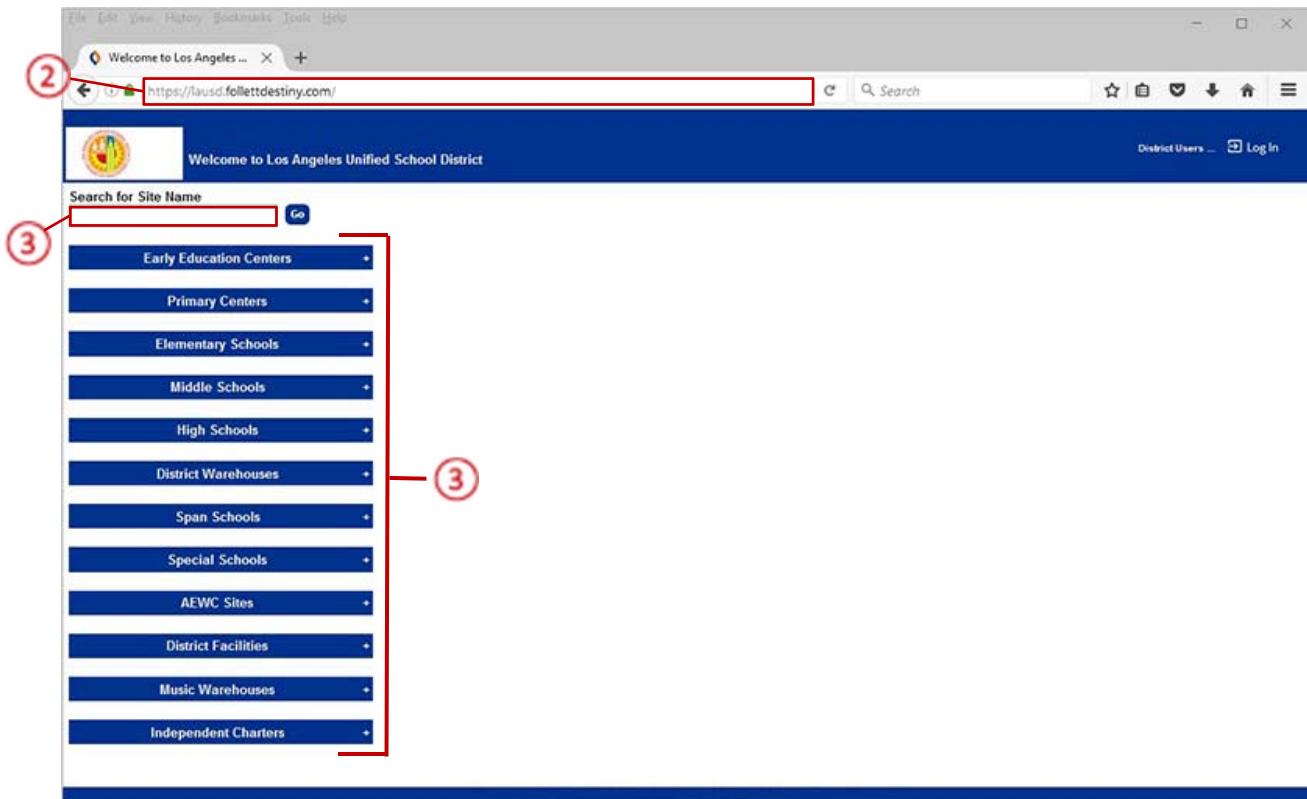 File Edit View History Bookmarks Tools Help
Welcome to Los Angeles ...
2
https://lausd.follettdestiny.com/
Search
Welcome to Los Angeles Unified School District
District Users ... Log In
Search for Site Name
Go
3
Early Education Centers +
Primary Centers +
Elementary Schools +
Middle Schools +
High Schools +
District Warehouses +
3
Span Schools +
Special Schools +
AEWC Sites +
District Facilities +
Music Warehouses +
Independent Charters +